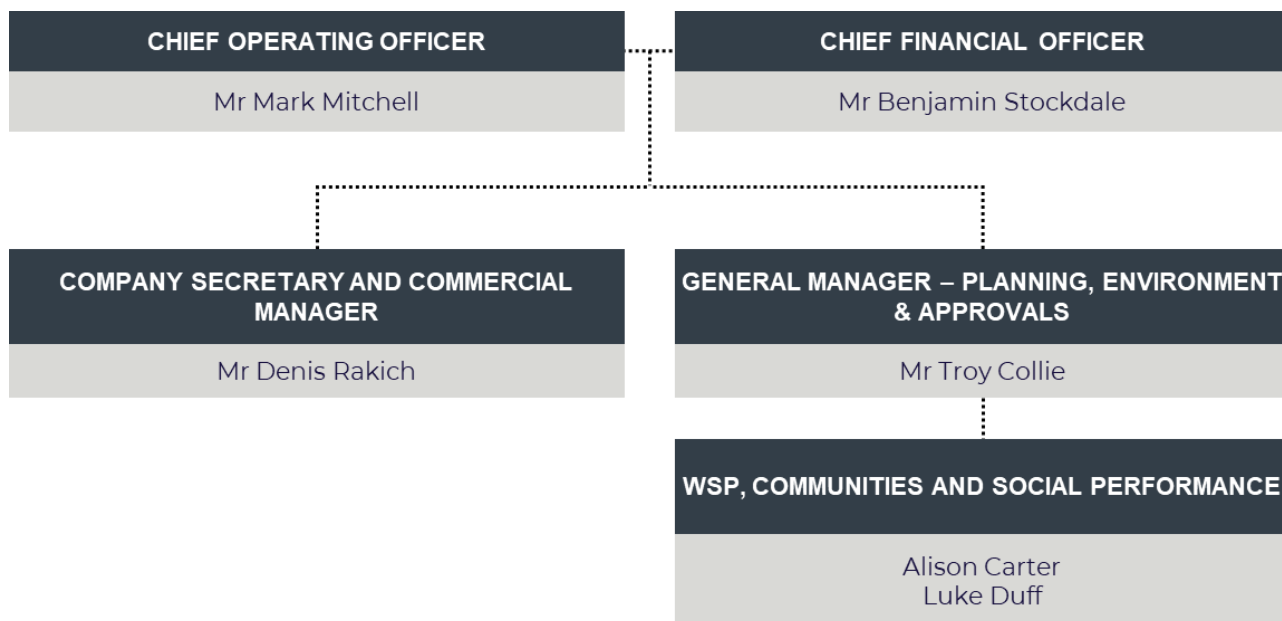 CHIEF OPERATING OFFICER
Mr Mark Mitchell
CHIEF FINANCIAL OFFICER
Mr Benjamin Stockdale
COMPANY SECRETARY AND COMMERCIAL
MANAGER
Mr Denis Rakich
GENERAL MANAGER – PLANNING, ENVIRONMENT
& APPROVALS
Mr Troy Collie
WSP, COMMUNITIES AND SOCIAL PERFORMANCE
Alison Carter
Luke Duff